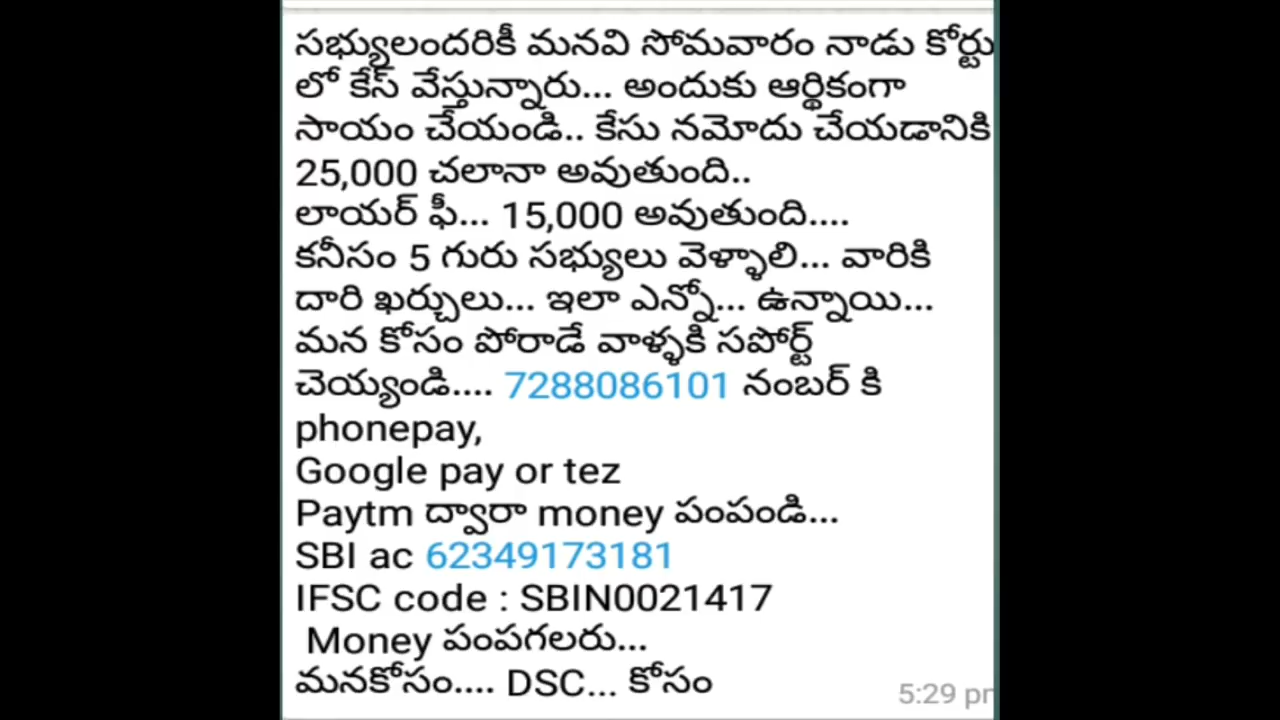 సభ్యులందరికీ మనవి సోమవారం నాడు కోర్టు
లో కేస్ వేస్తున్నారు... అందుకు ఆర్థికంగా
సాయం చేయండి.. కేసు నమోదు చేయడానికి
25,000 చలానా అవుతుంది..
లాయర్ ఫీ... 15,000 అవుతుంది....
కనీసం 5 గురు సభ్యులు వెళ్ళాలి... వారికి
దారి ఖర్చులు... ఇలా ఎన్నో... ఉన్నాయి...
మన కోసం పోరాడే వాళ్ళకి సపోర్ట్
చెయ్యండి.... 7288086101 నంబర్ కి
phonepay,
Google pay or tez
Paytm ద్వారా money పంపండి...
SBI ac 62349173181
IFSC code : SBIN0021417
Money పంపగలరు...
మనకోసం.... DSC... కోసం
5:29 pm